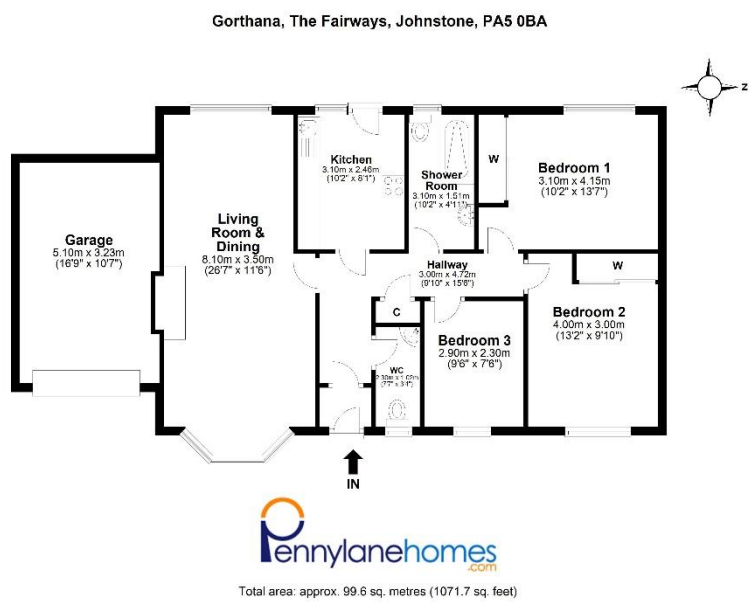 Gorthana, The Fairways, Johnstone, PA5 0BA
Z
Kitchen
3.10m x 2.46m
(10'2" x 8'1")
Shower
Room
3.10m x 1.51m
(10'2" x 4'11")
W
Bedroom 1
3.10m x 4.15m
(10'2" x 13'7")
Living
Room &
Dining
8.10m x 3.50m
(26'7" x 11'6")
Garage
5.10m x 3.23m
(16'9" x 10'7")
Hallway
3.00m x 4.72m
(9'10" x 15'6")
W
C
Bedroom 2
4.00m x 3.00m
(13'2" x 9'10")
Bedroom 3
2.90m x 2.30m
(9'6" x 7'6")
WC
2.30m x 1.02m
IN
Pennylanehomes
.com
Total area: approx. 99.6 sq. metres (1071.7 sq. feet)